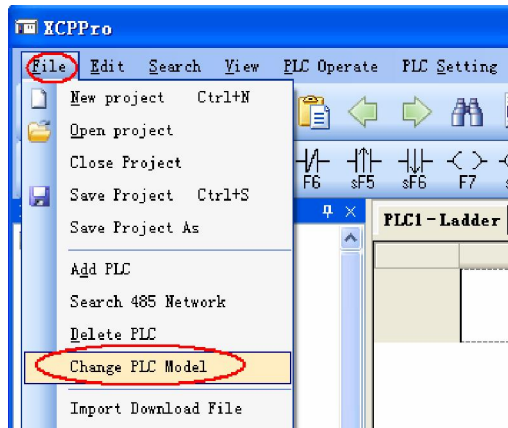 XCPPro
File Edit Search View PLC Operate PLC Setting
New project Ctrl+N
Open project
Close Project
Save Project Ctrl+S
Save Project As
Add PLC
Search 485 Network
Delete PLC
Change PLC Model
Import Download File
F6 sF5 sF6 F7
PLC1-Ladder